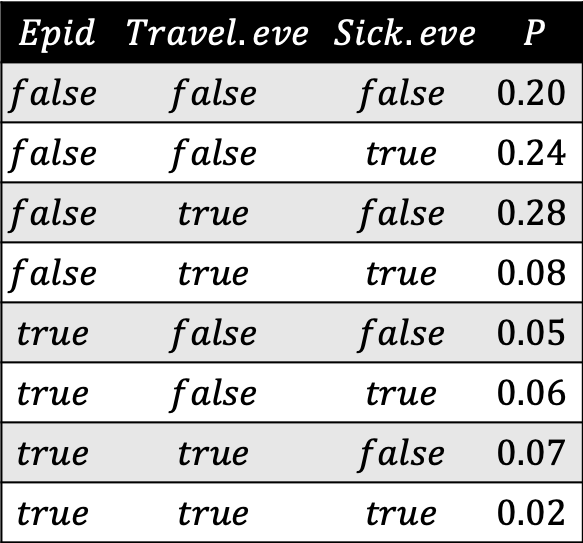 Epid Travel.eve Sick.eve P
false false false 0.20
false false true 0.24
false true false 0.28
false true true 0.08
true false false 0.05
true false true 0.06
true true false 0.07
true true true 0.02